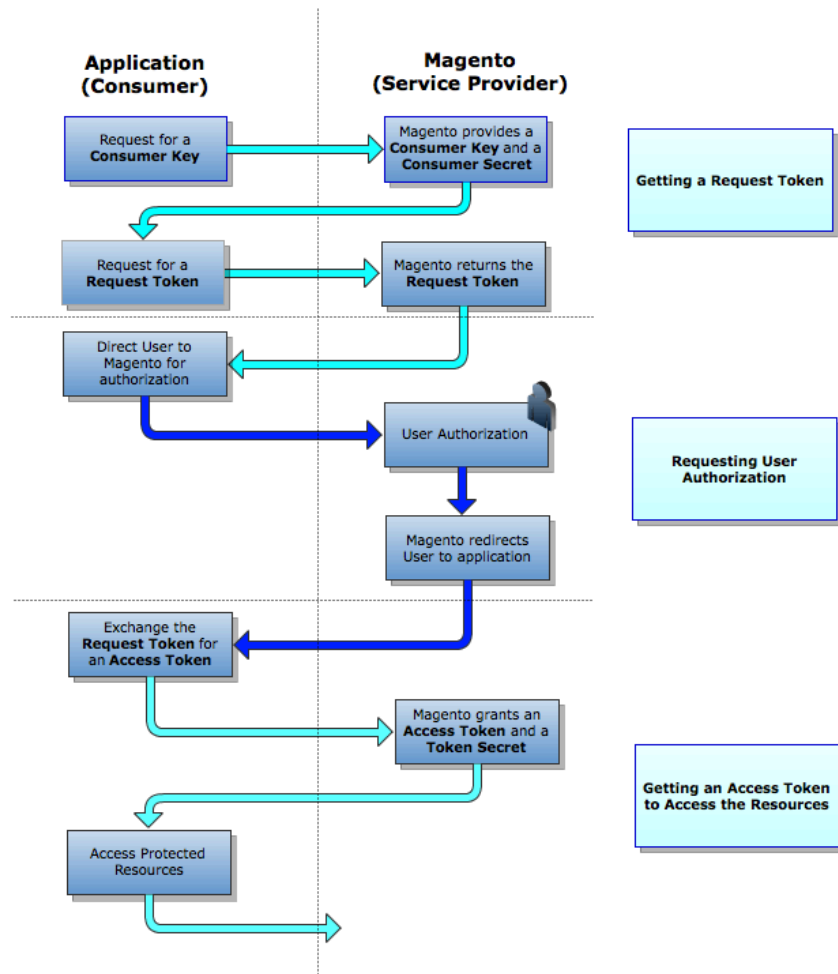 Application
(Consumer)
Magento
(Service Provider)
Request for a
Consumer Key
Magento provides a
Consumer Key and a
Consumer Secret
Getting a Request Token
Request for a
Request Token
Magento returns the
Request Token
Direct User to
Magento for
authorization
User Authorization
Requesting User
Authorization
Magento redirects
User to application
Exchange the
Request Token for
an Access Token
Magento grants an
Access Token and a
Token Secret
Getting an Access Token
to Access the Resources
Access Protected
Resources